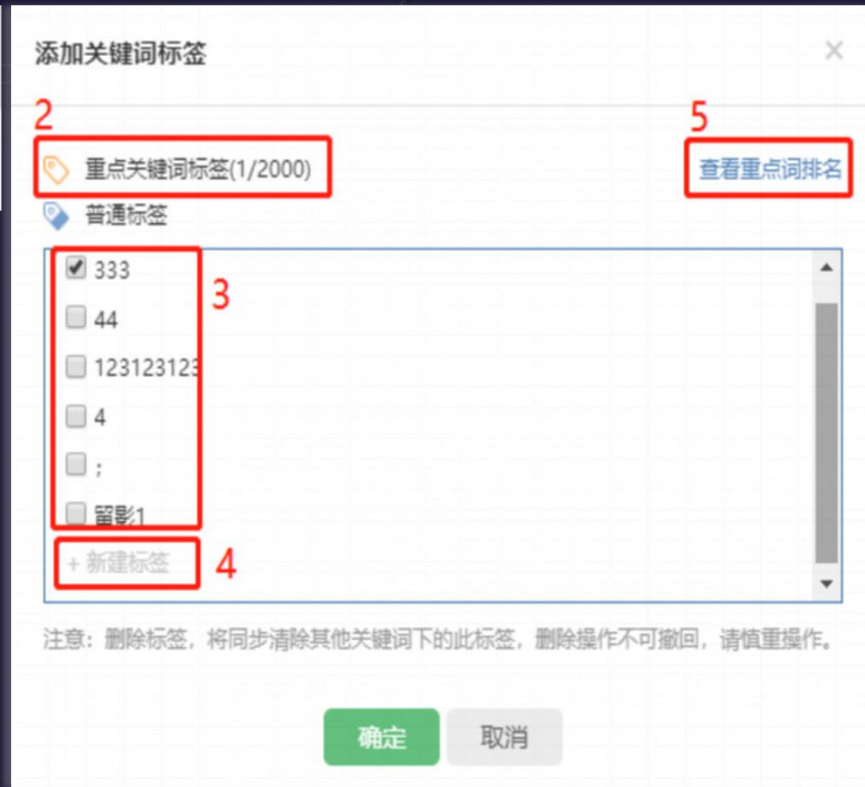 添加关键词标签 ×
2
5
重点关键词标签(1/2000)
查看重点词排名
普通标签
333
3
44
123123123
4
;
留影1
+ 新建标签
4
注意：删除标签，将同步清除其他关键词下的此标签，删除操作不可撤回，请慎重操作。
确定
取消